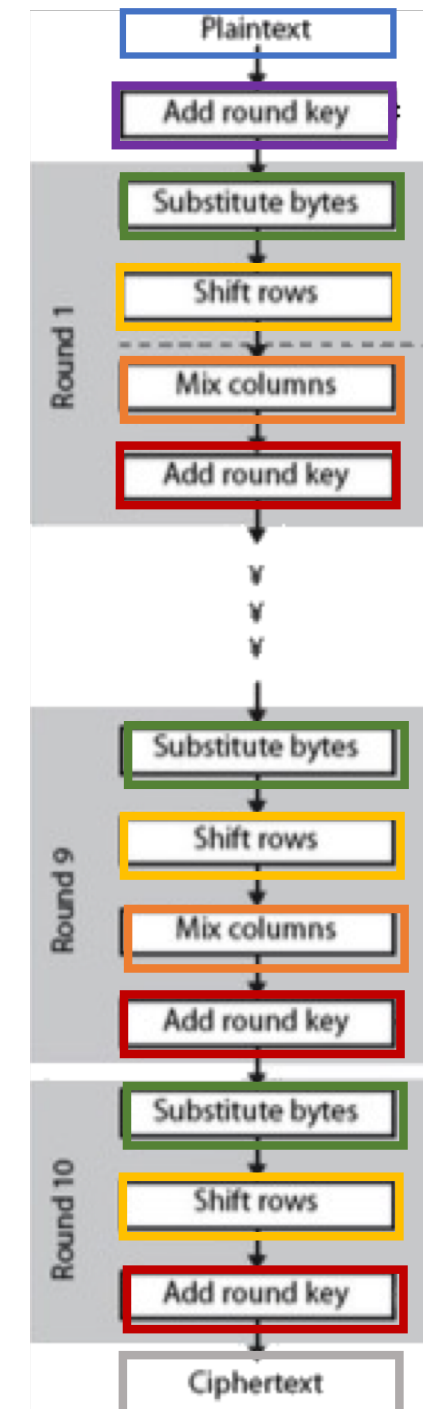 Plaintext
Add round key
Round 1
Substitute bytes
Shift rows
Mix columns
Add round key
¥
¥
¥
Round 9
Substitute bytes
Shift rows
Mix columns
Add round key
Round 10
Substitute bytes
Shift rows
Add round key
Ciphertext